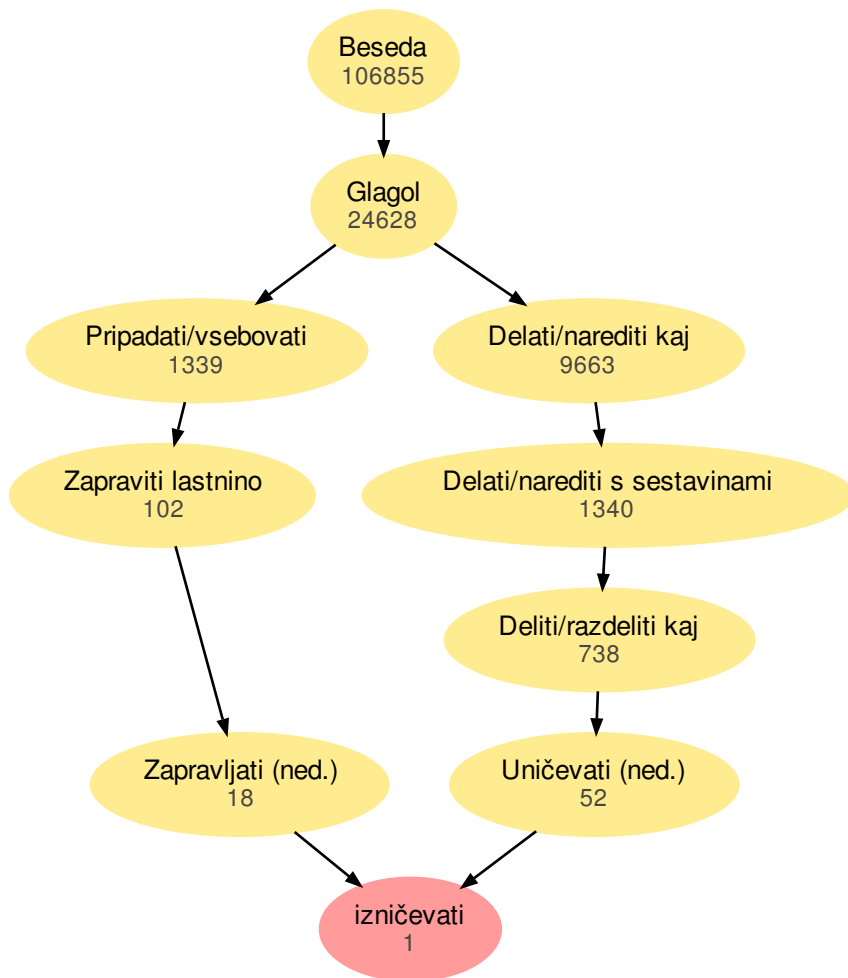 Beseda
106855
Glagol
24628
Pripadati/vsebovati
1339
Delati/narediti kaj
9663
Zapraviti lastnino
102
Delati/narediti s sestavinami
1340
Deliti/razdeliti kaj
738
Zapravljati (ned.)
18
Uničevati (ned.)
52
izničevati
1